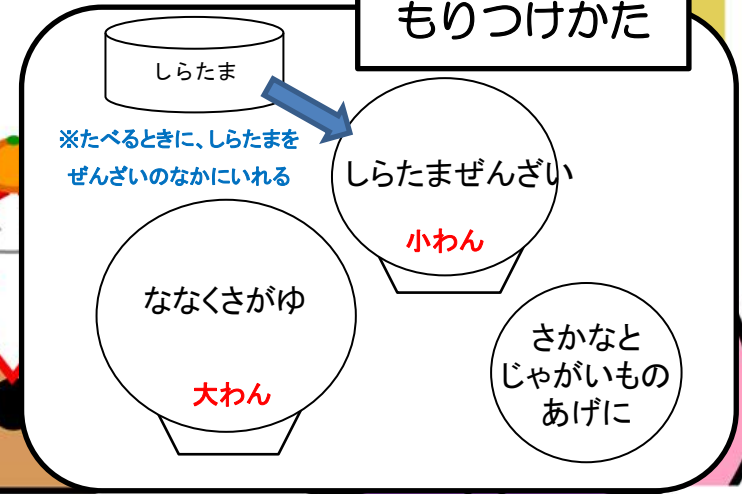 もりつけかた
しらたま
※たべるときに、しらたまを
ぜんざいのなかにいれる
しらたまぜんざい
小わん
ななくさがゆ
大わん
さかなと
じゃがいもの
あげに